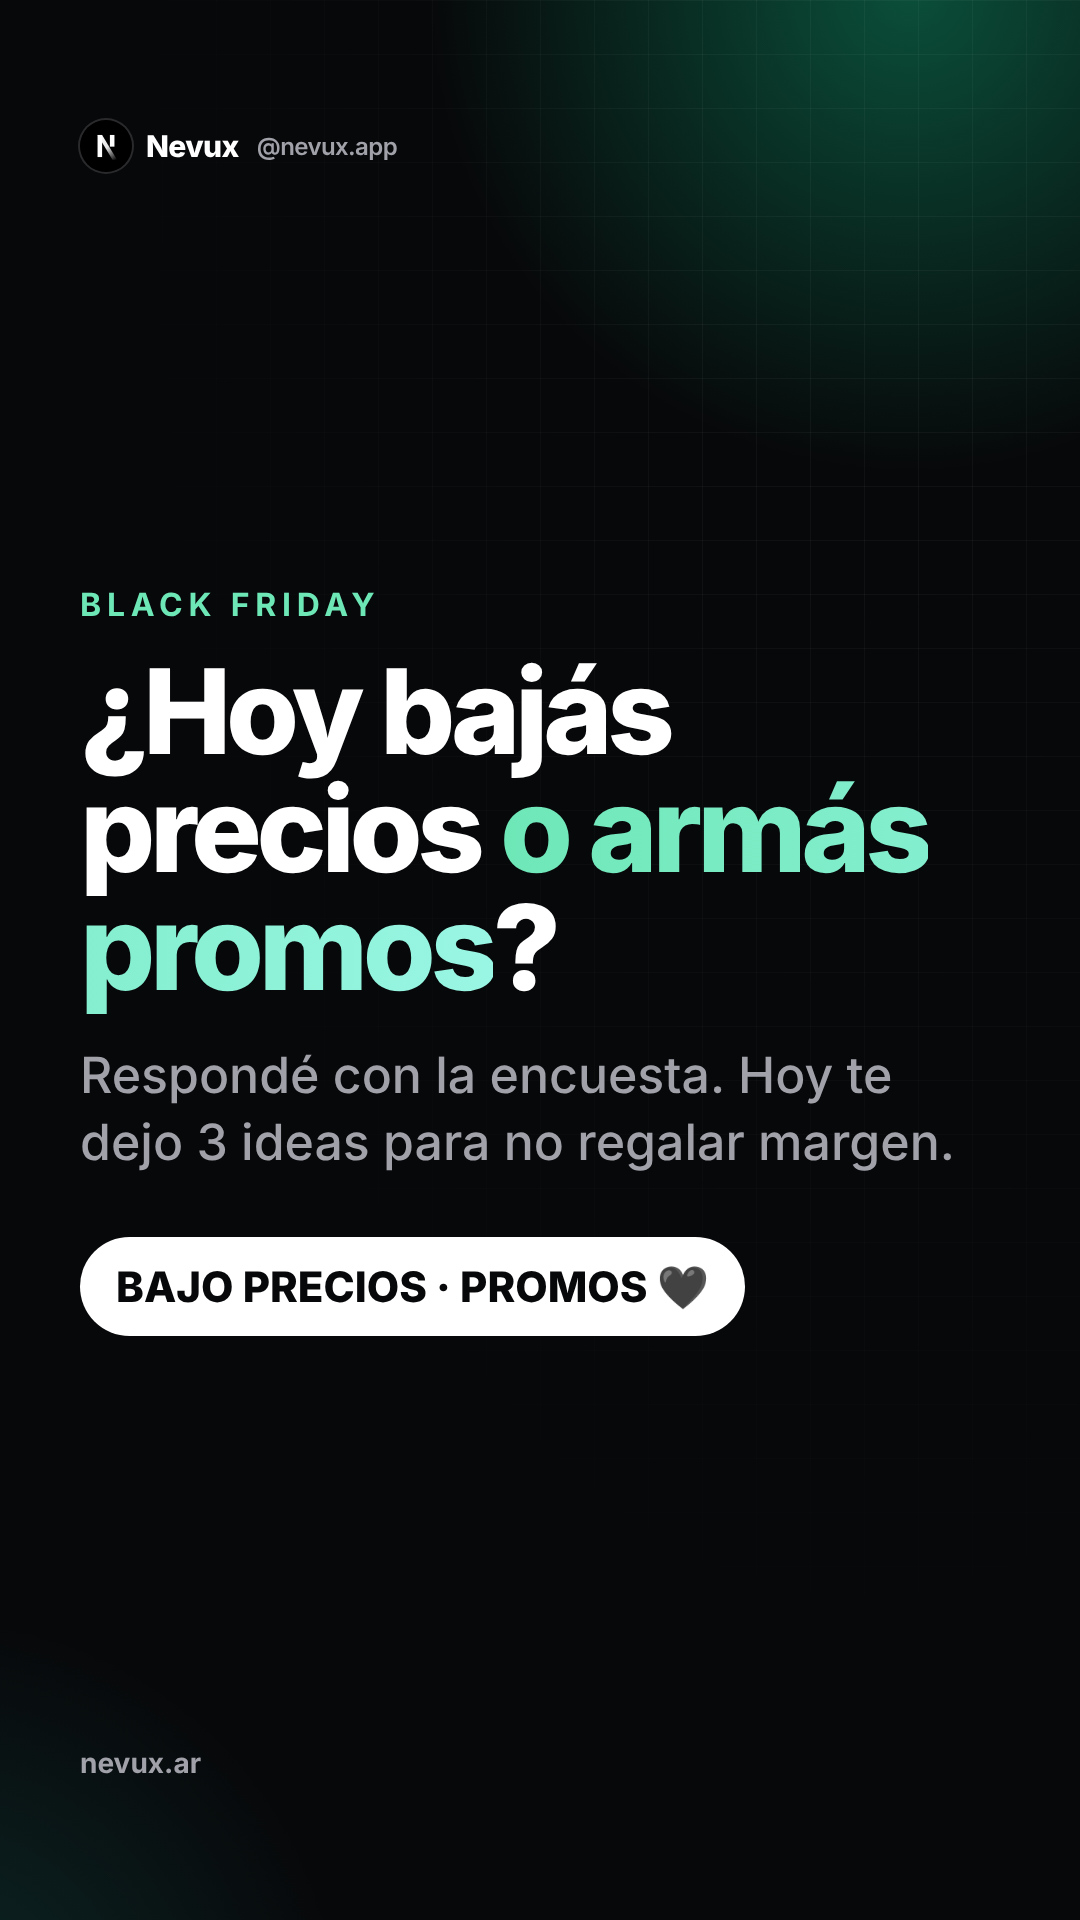 N Nevux @nevux.app
BLACK FRIDAY
¿Hoy bajás
precios o armás
promos?
Respondé con la encuesta. Hoy te
dejo 3 ideas para no regalar margen.
BAJO PRECIOS · PROMOS 🖤
nevux.ar